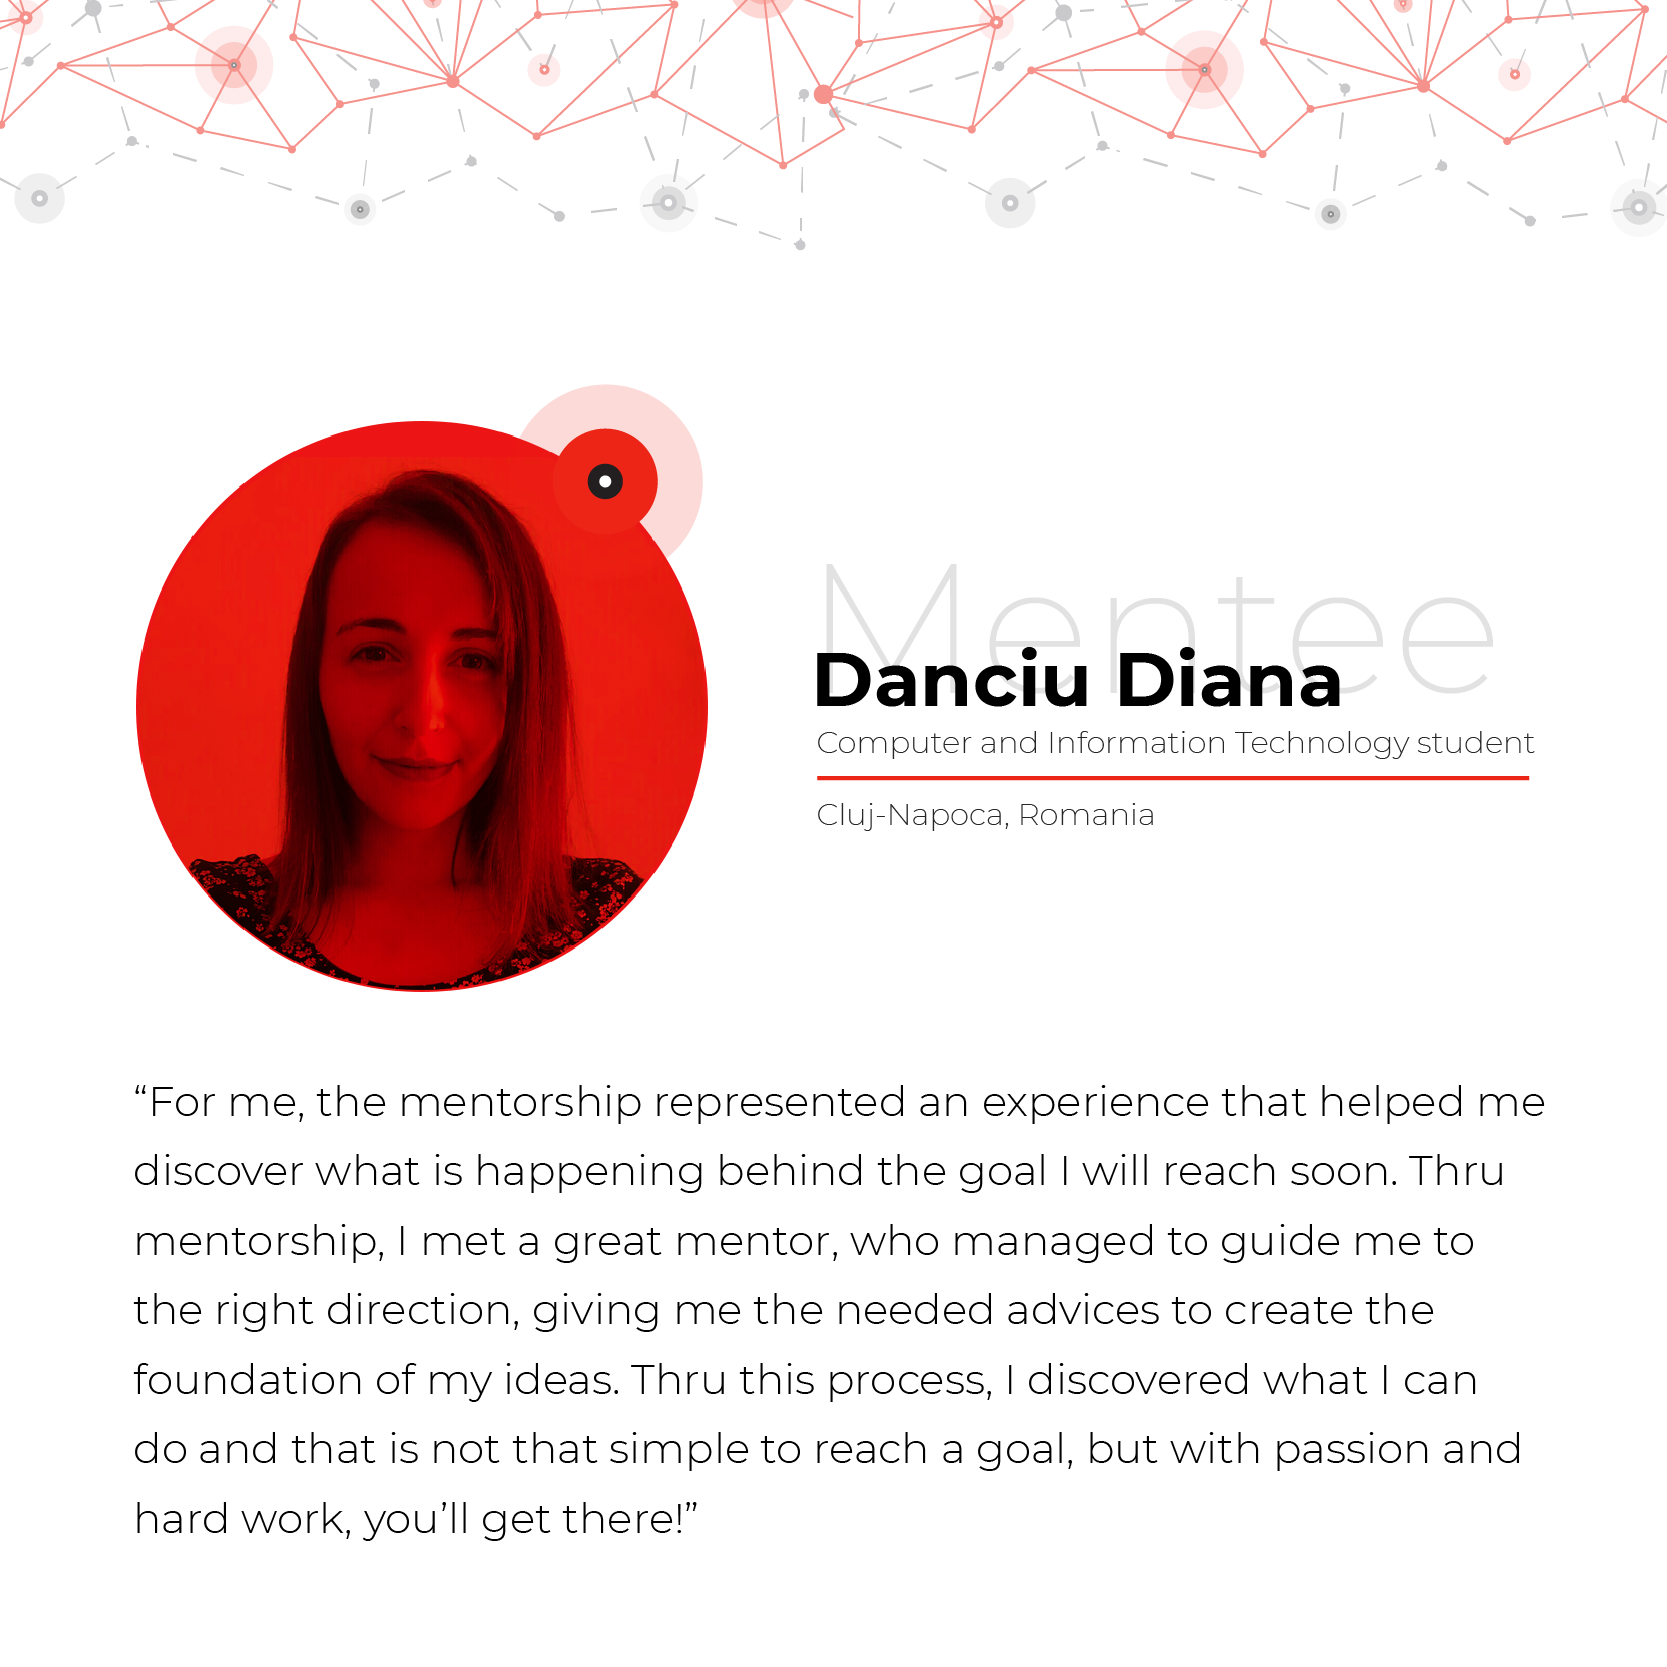 Mentee
Danciu Diana
Computer and Information Technology student
Cluj-Napoca, Romania
“For me, the mentorship represented an experience that helped me
discover what is happening behind the goal I will reach soon. Thru
mentorship, I met a great mentor, who managed to guide me to
the right direction, giving me the needed advices to create the
foundation of my ideas. Thru this process, I discovered what I can
do and that is not that simple to reach a goal, but with passion and
hard work, you’ll get there!”